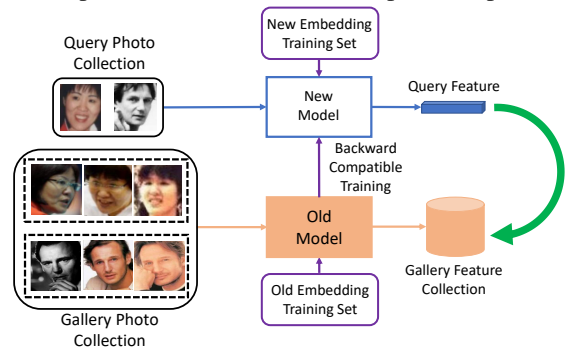 New Embedding
Training Set
Query Photo
Collection
New
Model
Query Feature
Backward
Compatible
Training
Old
Model
Gallery Feature
Collection
Old Embedding
Training Set
Gallery Photo
Collection